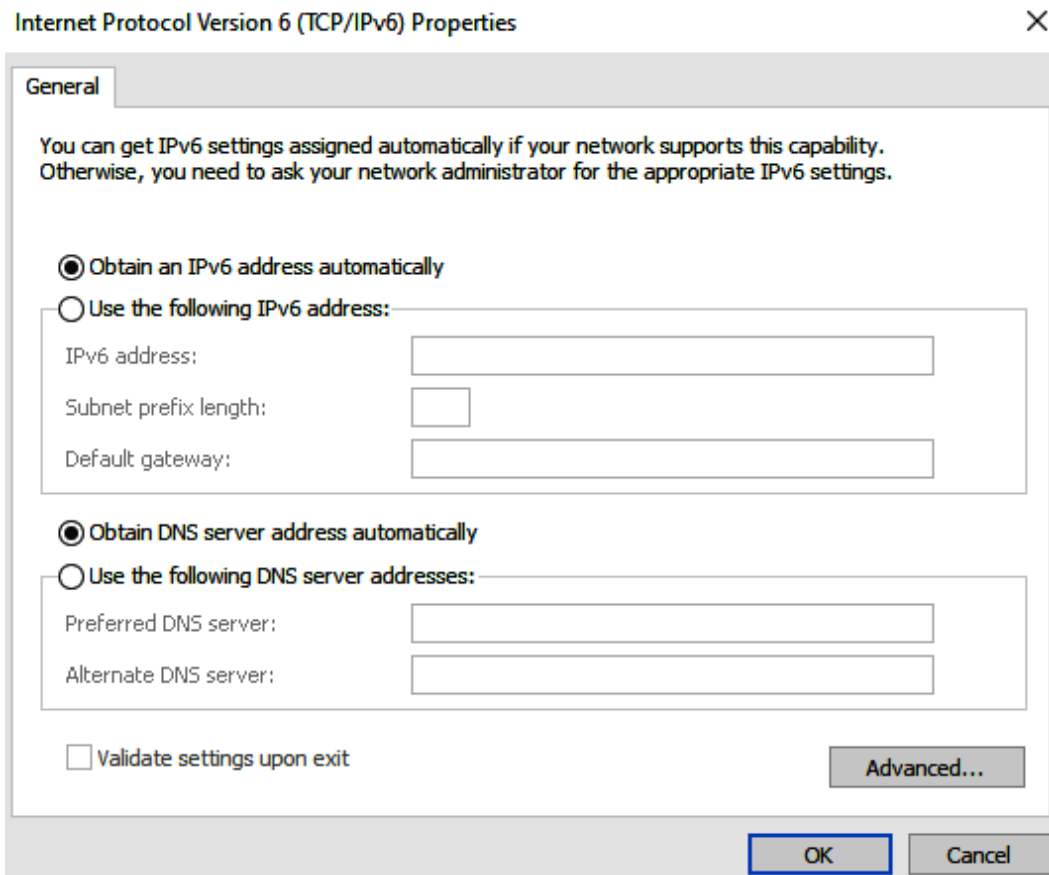 Internet Protocol Version 6 (TCP/IPv6) Properties
General
You can get IPv6 settings assigned automatically if your network supports this capability.
Otherwise, you need to ask your network administrator for the appropriate IPv6 settings.
Obtain an IPv6 address automatically
Use the following IPv6 address:
IPv6 address:
Subnet prefix length:
Default gateway:
Obtain DNS server address automatically
Use the following DNS server addresses:
Preferred DNS server:
Alternate DNS server:
Validate settings upon exit
Advanced...
OK
Cancel